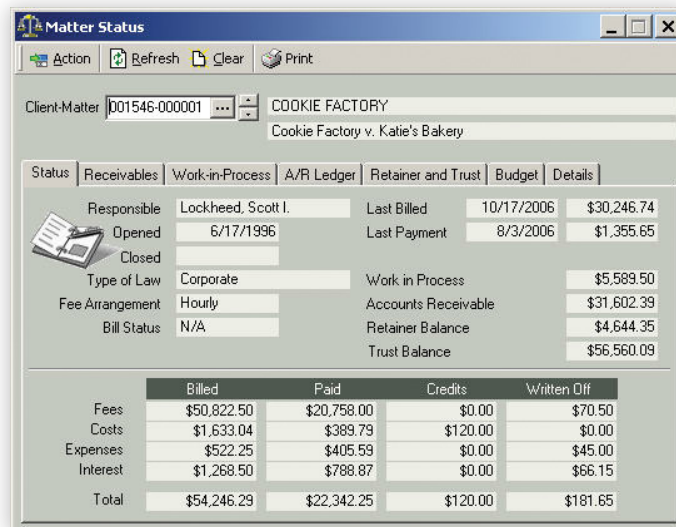 Matter Status
Action Refresh Clear Print
Client-Matter 001546-000001 ... COOKIE FACTORY
Cookie Factory v. Katie's Bakery
Status Receivables Work-in-Process A/R Ledger Retainer and Trust Budget Details
Responsible Lockheed, Scott I. Last Billed 10/17/2006 $30,246.74
Opened 6/17/1996 Last Payment 8/3/2006 $1,355.65
Closed
Type of Law Corporate Work in Process $5,589.50
Fee Arrangement Hourly Accounts Receivable $31,602.39
Bill Status N/A Retainer Balance $4,644.35
Trust Balance $56,560.09
Billed Paid Credits Written Off
Fees $50,822.50 $20,758.00 $0.00 $70.50
Costs $1,633.04 $389.79 $120.00 $0.00
Expenses $522.25 $405.59 $0.00 $45.00
Interest $1,268.50 $788.87 $0.00 $66.15
Total $54,246.29 $22,342.25 $120.00 $181.65